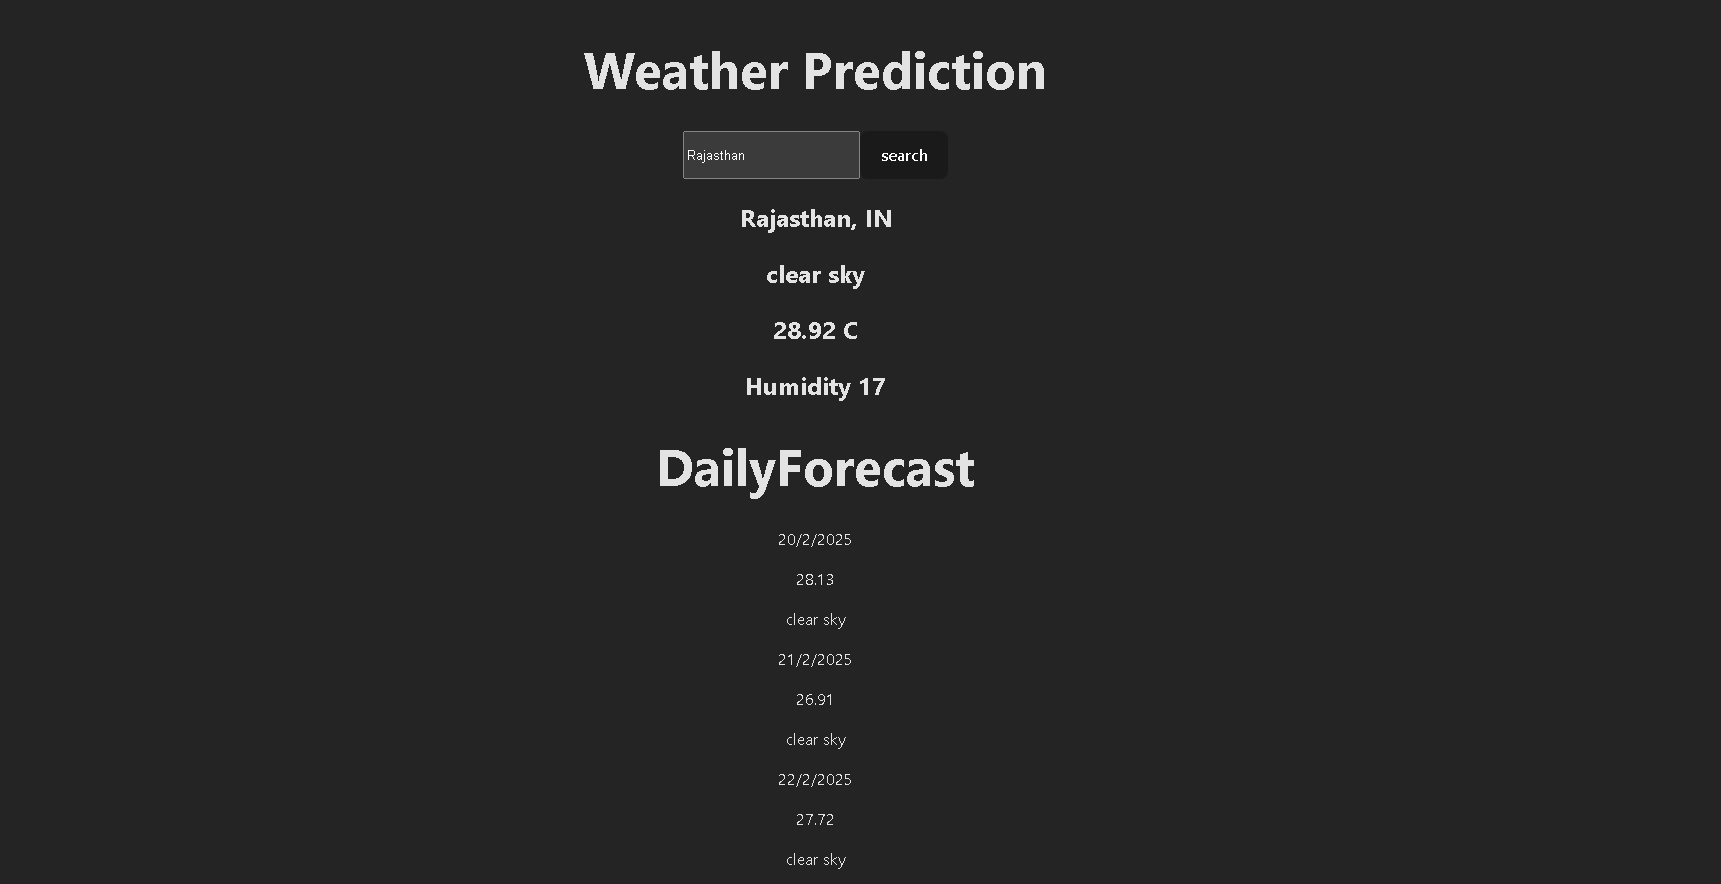 Weather Prediction
Rajasthan search
Rajasthan, IN
clear sky
28.92 C
Humidity 17
DailyForecast
20/2/2025
28.13
clear sky
21/2/2025
26.91
clear sky
22/2/2025
27.72
clear sky